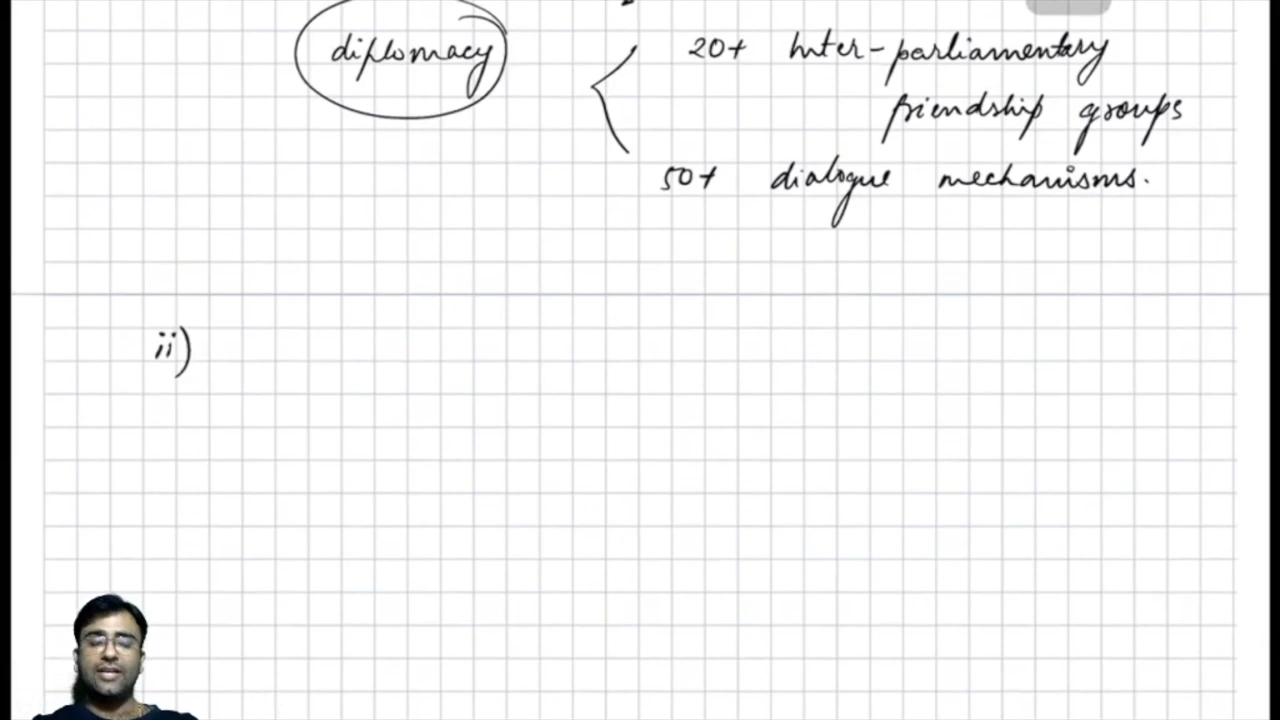 diplomacy
20+ Inter-parliamentary
friendship groups
50+ dialogue mechanisms.
ii)